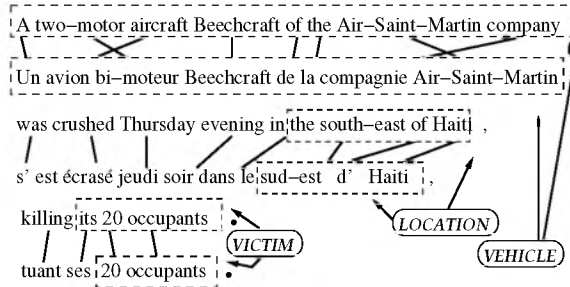 A two-motor aircraft Beechcraft of the Air-Saint-Martin company
Un avion bi-moteur Beechcraft de la compagnie Air-Saint-Martin
was crushed Thursday evening in the south-east of Haiti ,
s' est écrasé jeudi soir dans le sud-est d' Haiti ,
killing its 20 occupants .
LOCATION
VICTIM
VEHICLE
tuant ses 20 occupants .